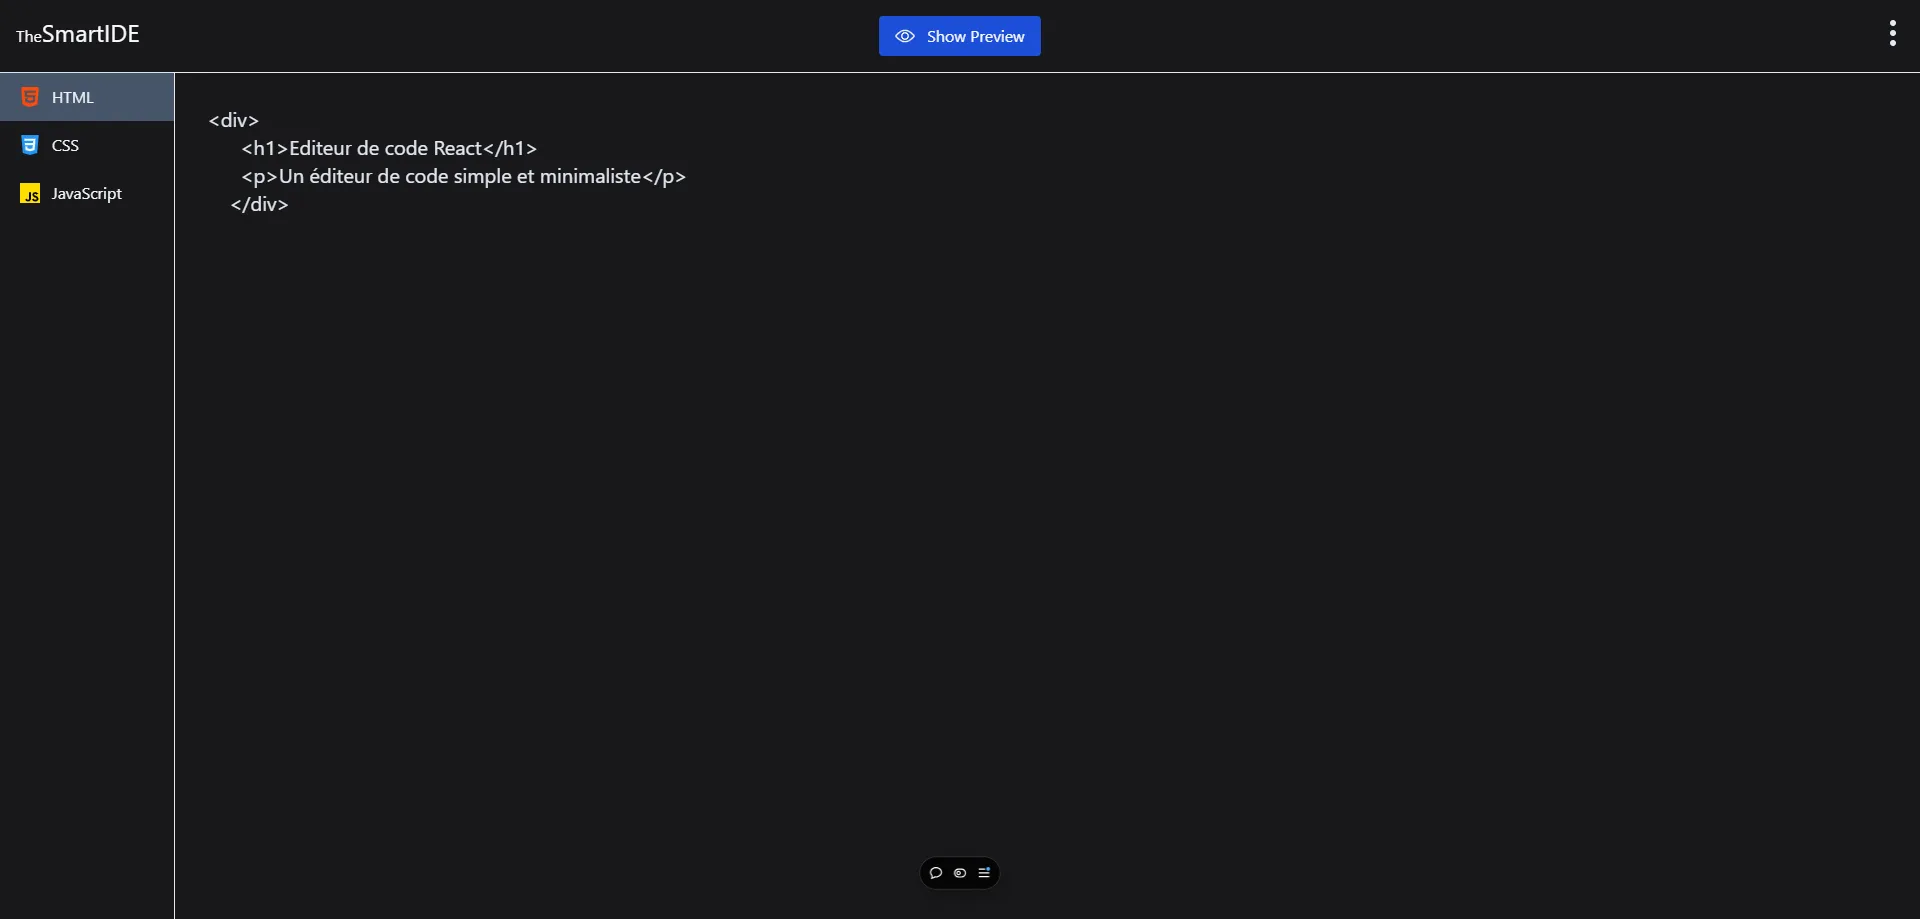 TheSmartIDE
Show Preview
HTML
CSS
JS JavaScript
<div>
<h1>Editeur de code React</h1>
<p>Un éditeur de code simple et minimaliste</p>
</div>